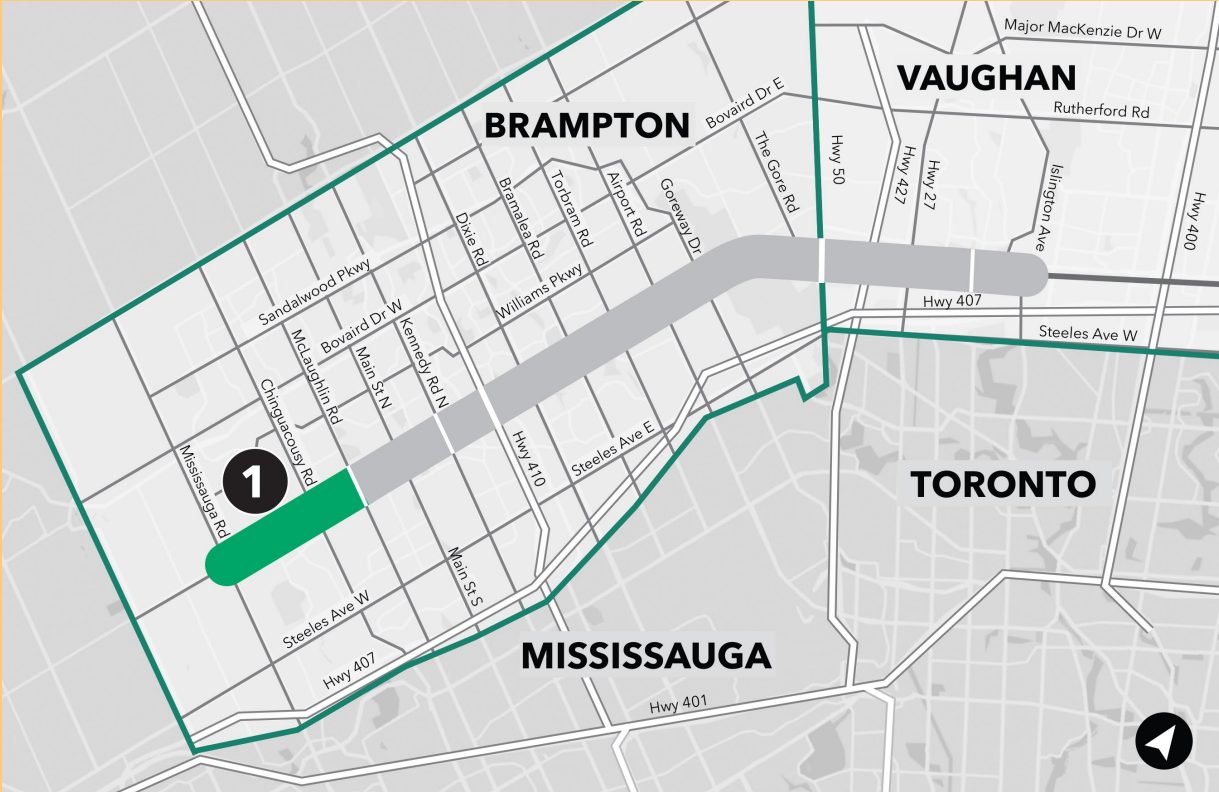 Major MacKenzie Dr W
VAUGHAN
Bovaird Dr E
Rutherford Rd
BRAMPTON
The Gore Rd
Hwy 50
Hwy 427
Hwy 27
Islington Ave
Hwy 400
Dixie Rd
Bramalea Rd
Torbram Rd
Airport Rd
Goreway Dr
Sandalwood Pkwy
Williams Pkwy
Bovaird Dr W
Hwy 407
Steeles Ave W
McLaughlin Rd
Main St N
Kennedy Rd N
Chinguacousy Rd
Mississauga Rd
1
Hwy 410
Steeles Ave E
TORONTO
Main St S
Steeles Ave W
Hwy 407
MISSISSAUGA
Hwy 401